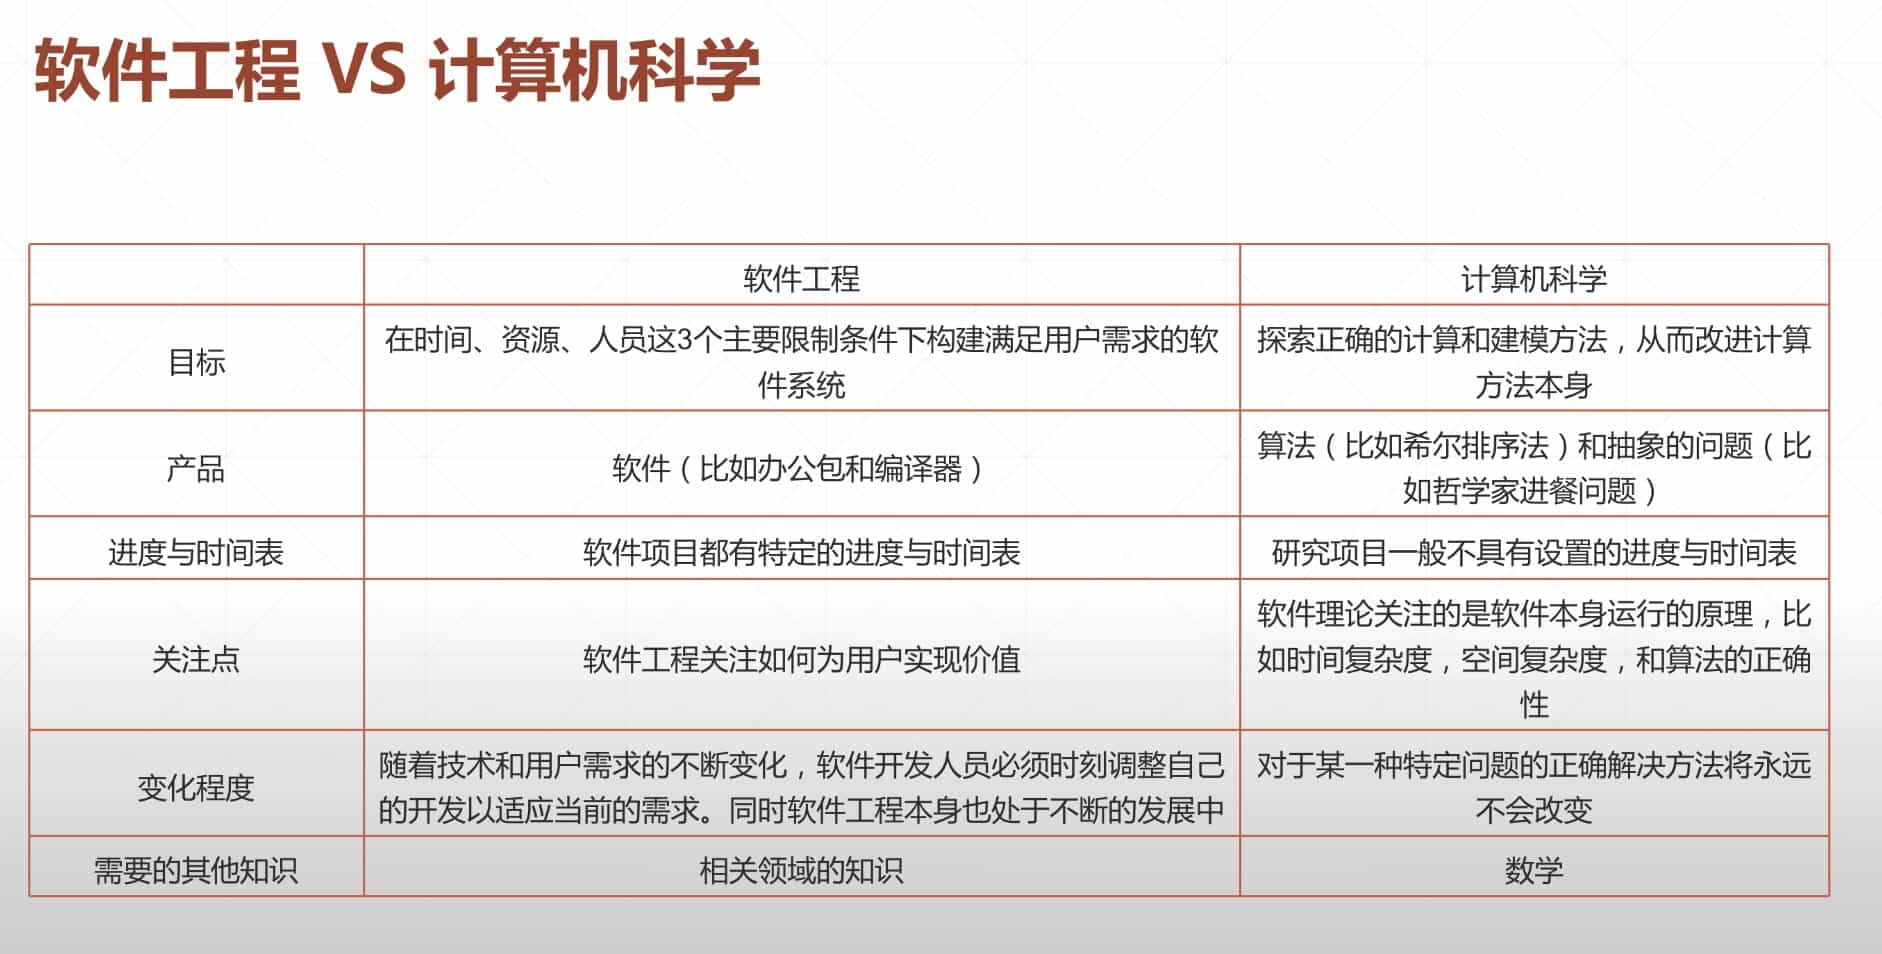 软件工程 VS 计算机科学
软件工程
计算机科学
目标
在时间、资源、人员这3个主要限制条件下构建满足用户需求的软
件系统
探索正确的计算和建模方法，从而改进计算
方法本身
产品
软件（比如办公包和编译器）
算法（比如希尔排序法）和抽象的问题（比
如哲学家进餐问题）
进度与时间表
软件项目都有特定的进度与时间表
研究项目一般不具有设置的进度与时间表
关注点
软件工程关注如何为用户实现价值
软件理论关注的是软件本身运行的原理，比
如时间复杂度，空间复杂度，和算法的正确
性
变化程度
随着技术和用户需求的不断变化，软件开发人员必须时刻调整自己
的开发以适应当前的需求。同时软件工程本身也处于不断的发展中
对于某一种特定问题的正确解决方法将永远
不会改变
需要的其他知识
相关领域的知识
数学